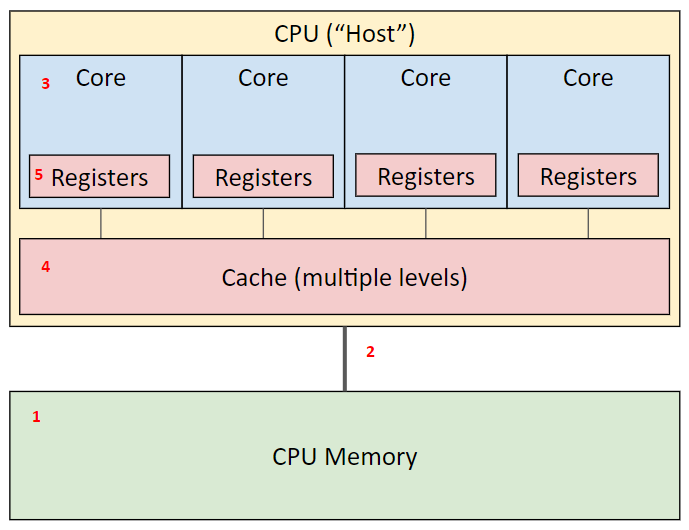 CPU (“Host”)
3 Core Core Core Core
5 Registers Registers Registers Registers
4 Cache (multiple levels)
2
1
CPU Memory